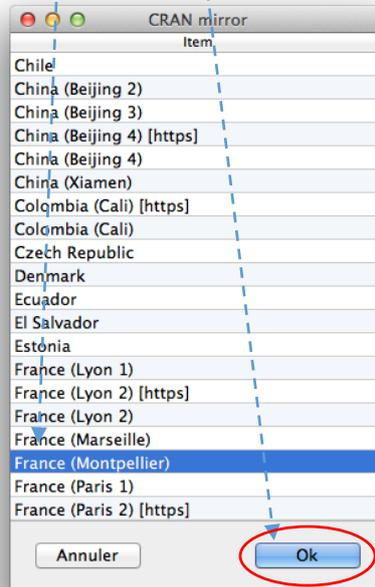 CRAN mirror
Item
Chile
China (Beijing 2)
China (Beijing 3)
China (Beijing 4) [https]
China (Beijing 4)
China (Xiamen)
Colombia (Cali) [https]
Colombia (Cali)
Czech Republic
Denmark
Ecuador
El Salvador
Estonia
France (Lyon 1)
France (Lyon 2) [https]
France (Lyon 2)
France (Marseille)
France (Montpellier)
France (Paris 1)
France (Paris 2) [https]
Annuler
Ok